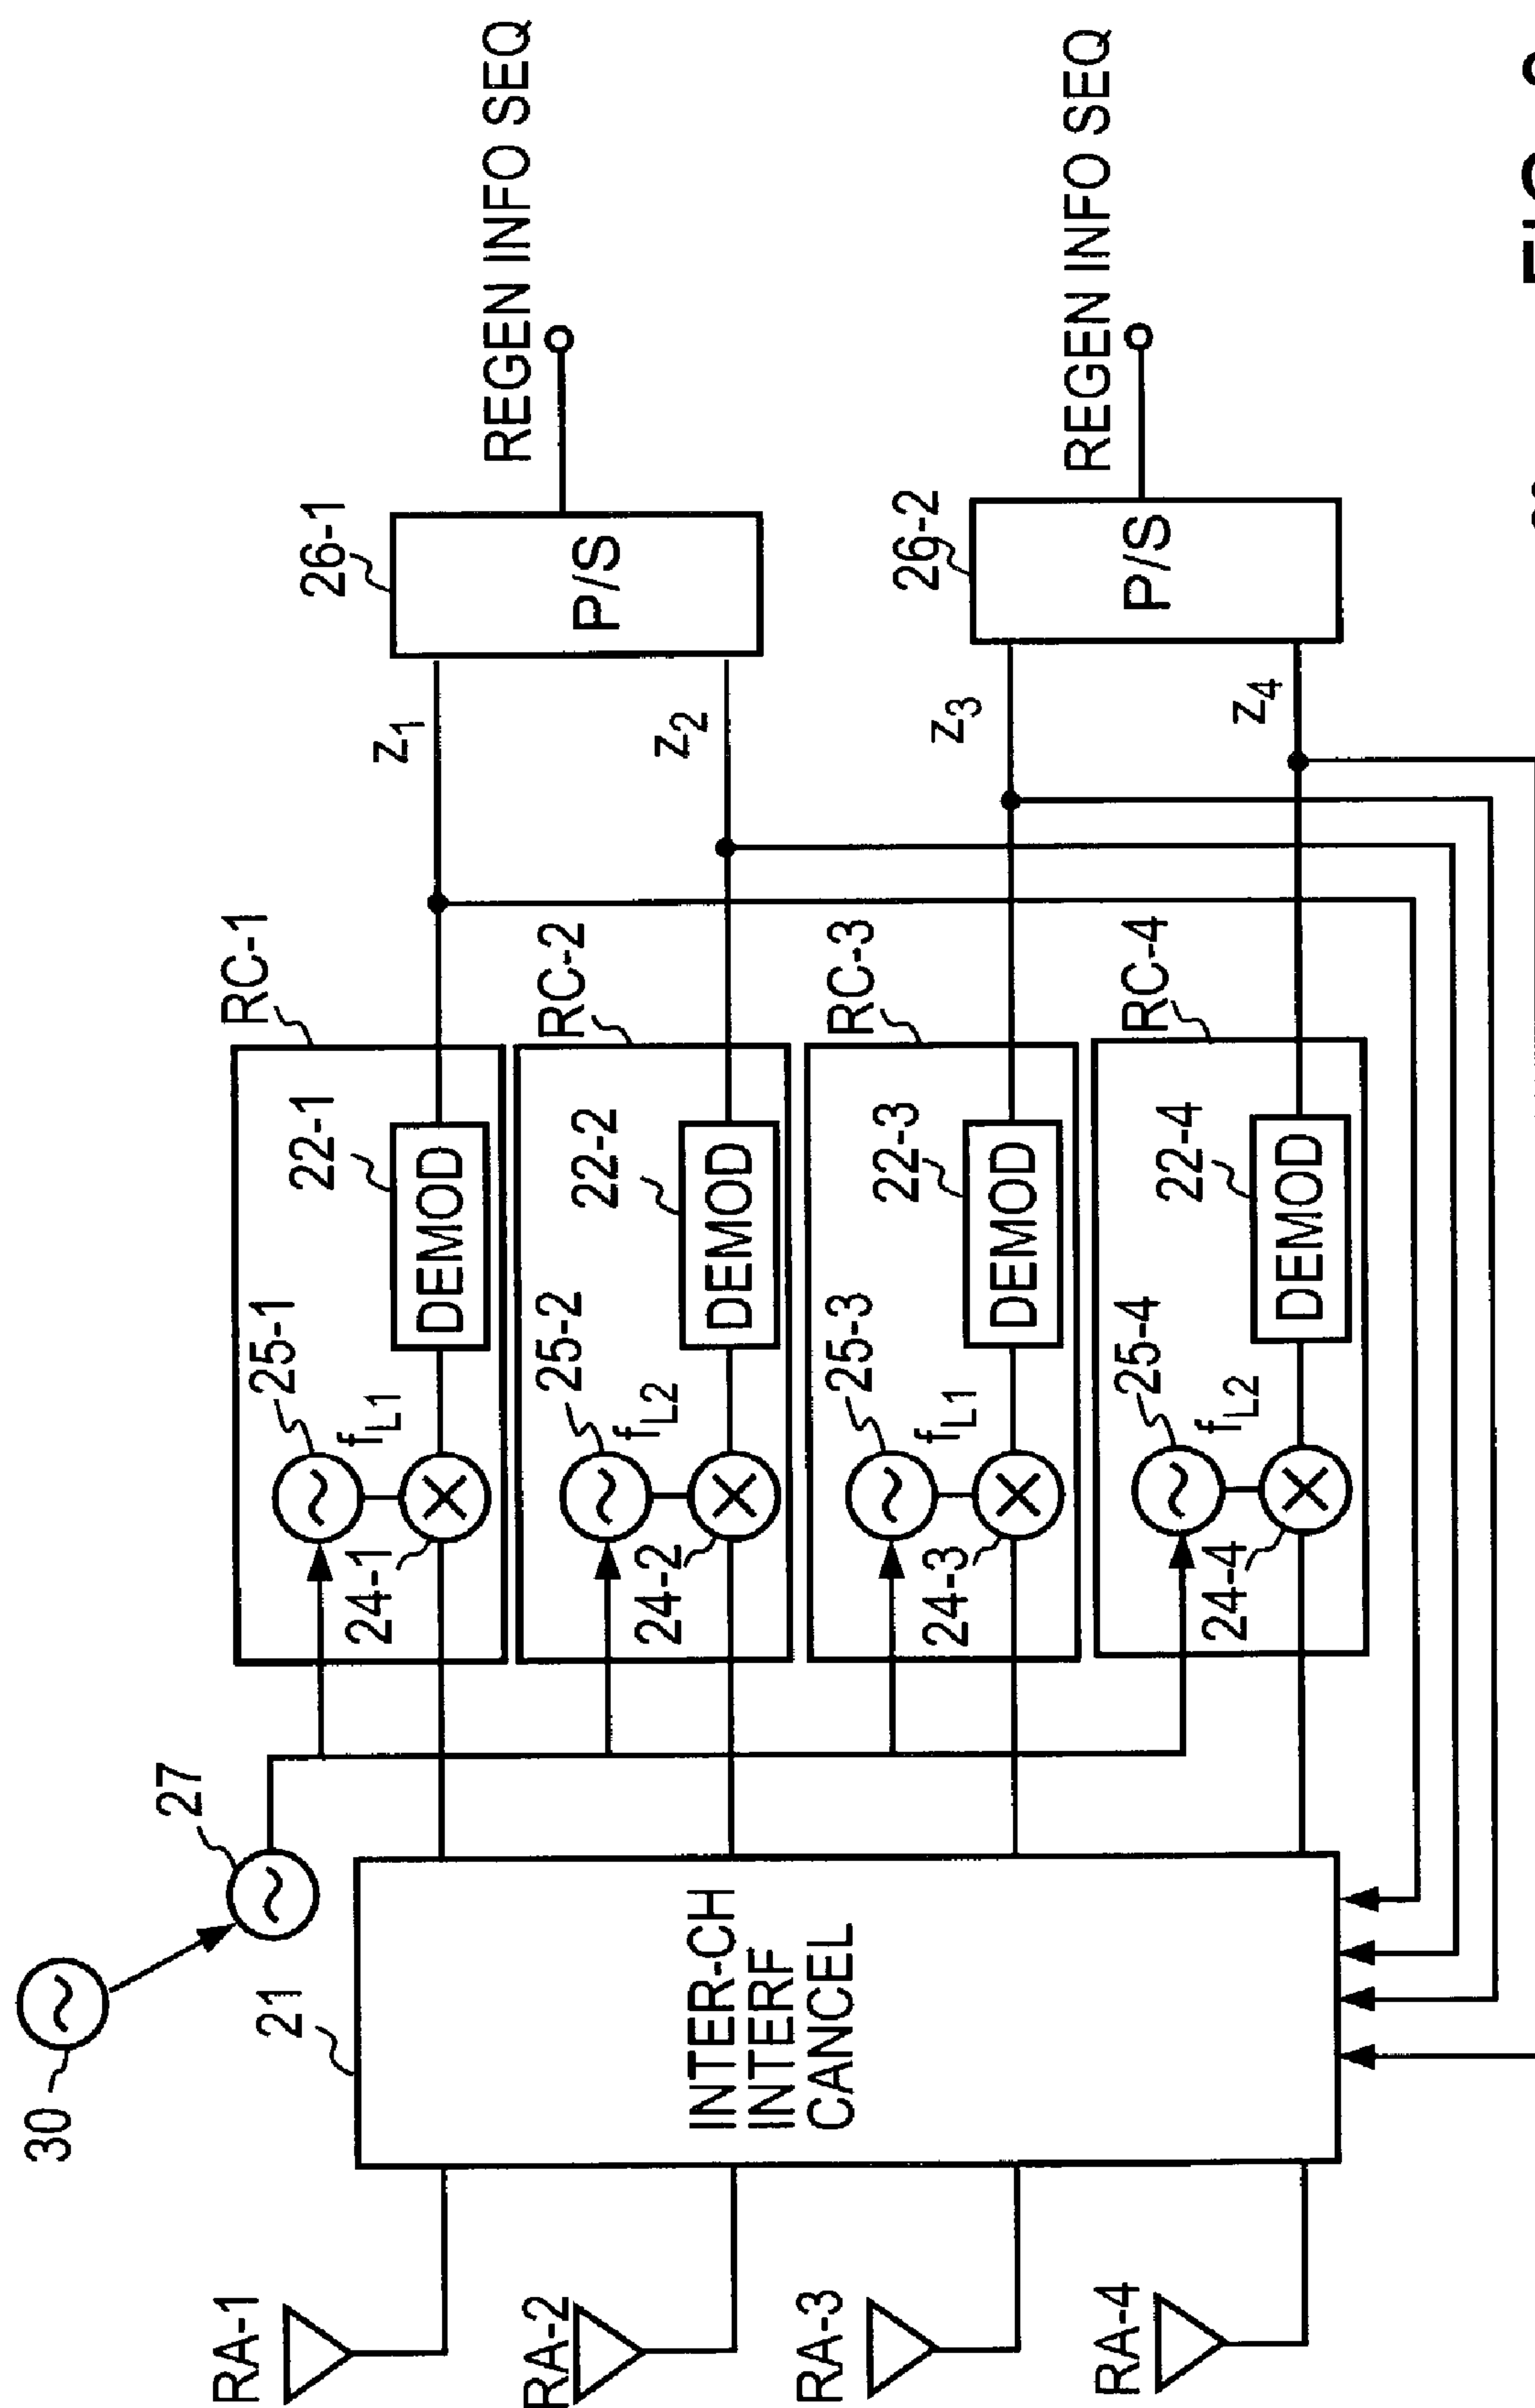 30
27
21
INTER-CH
INTERF
CANCEL
RA-1
RA-2
RA-3
RA-4
RC-1
25-1
fL1
24-1
22-1
DEMOD
RC-2
25-2
fL2
24-2
22-2
DEMOD
RC-3
25-3
fL1
24-3
22-3
DEMOD
RC-4
25-4
fL2
24-4
22-4
DEMOD
z1
z2
z3
z4
26-1
P/S
REGEN INFO SEQ
26-2
P/S
REGEN INFO SEQ